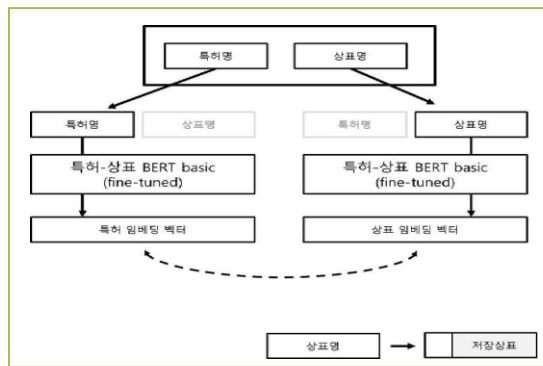 특허명 상표명
특허명 상표명 특허명 상표명
특허-상표 BERT basic 특허-상표 BERT basic
(fine-tuned) (fine-tuned)
특허 임베딩 벡터 상표 임베딩 벡터
상표명 저장상표